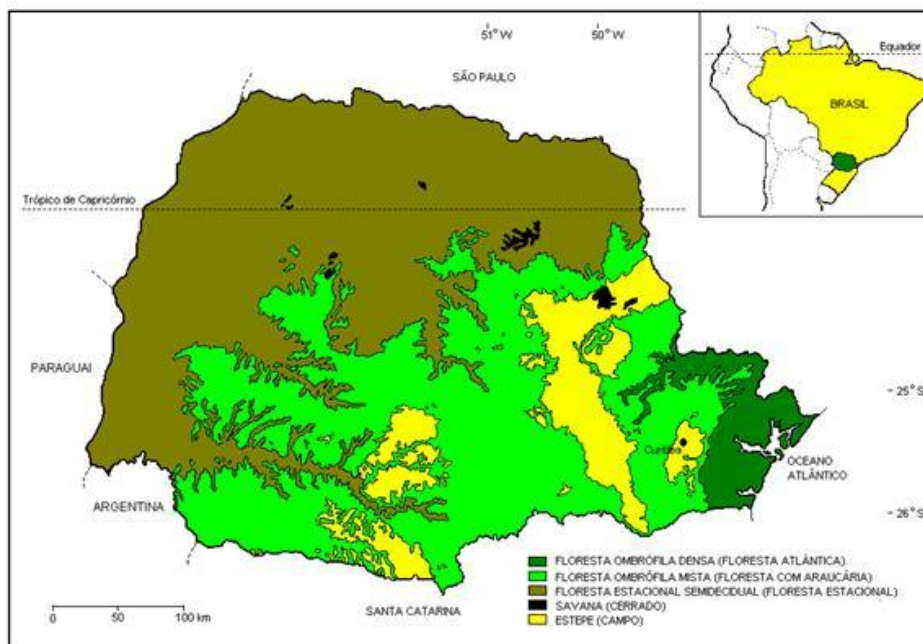 51° W
50° W
SÃO PAULO
Equador
BRASIL
Trópico de Capricórnio
PARAGUAI
25° S
Curitiba
OCEANO
ATLÂNTICO
ARGENTINA
26° S
FLORESTA OMBRÓFILA DENSA (FLORESTA ATLÂNTICA)
FLORESTA OMBRÓFILA MISTA (FLORESTA COM ARAUCÁRIA)
FLORESTA ESTACIONAL SEMIDECIDUAL (FLORESTA ESTACIONAL)
SAVANA (CERRADO)
ESTEPE (CAMPO)
0 50 100 km
SANTA CATARINA